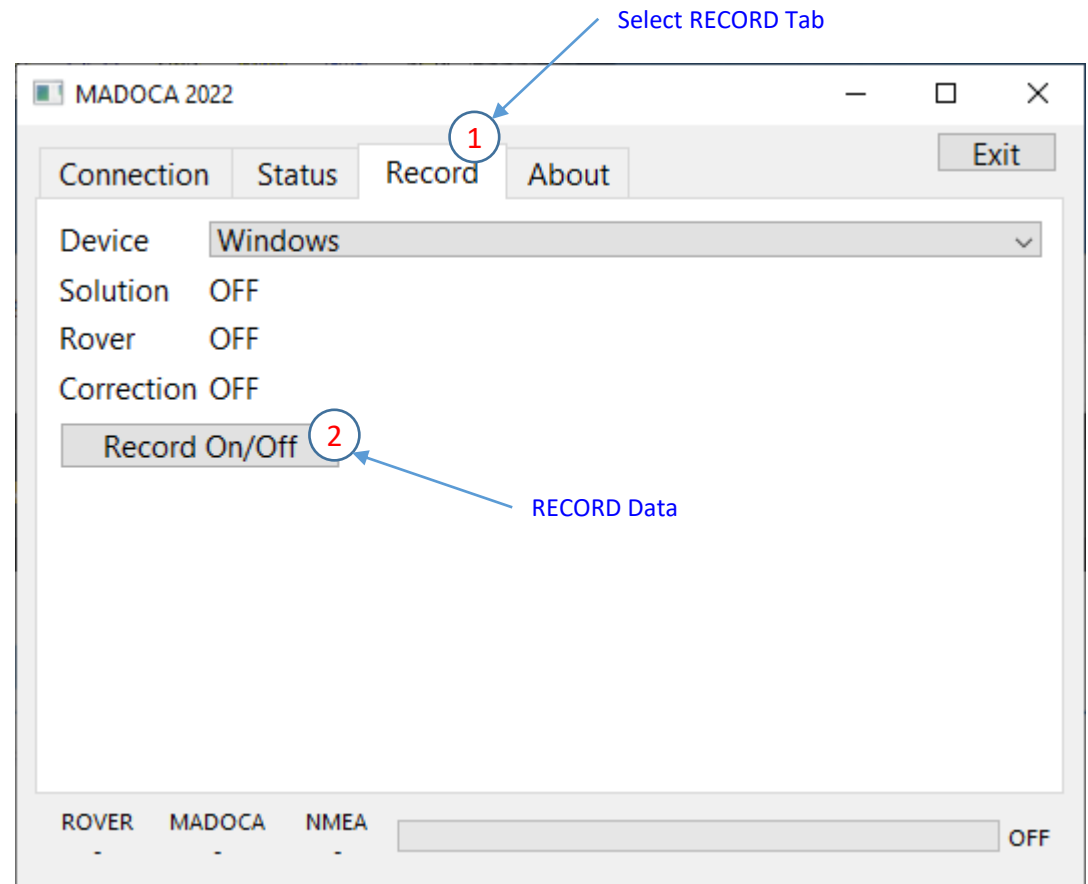 Select RECORD Tab
MADOCA 2022
1
Exit
Connection Status Record About
Device Windows
Solution OFF
Rover OFF
Correction OFF
Record On/Off 2
RECORD Data
ROVER MADOCA NMEA
- - -
OFF